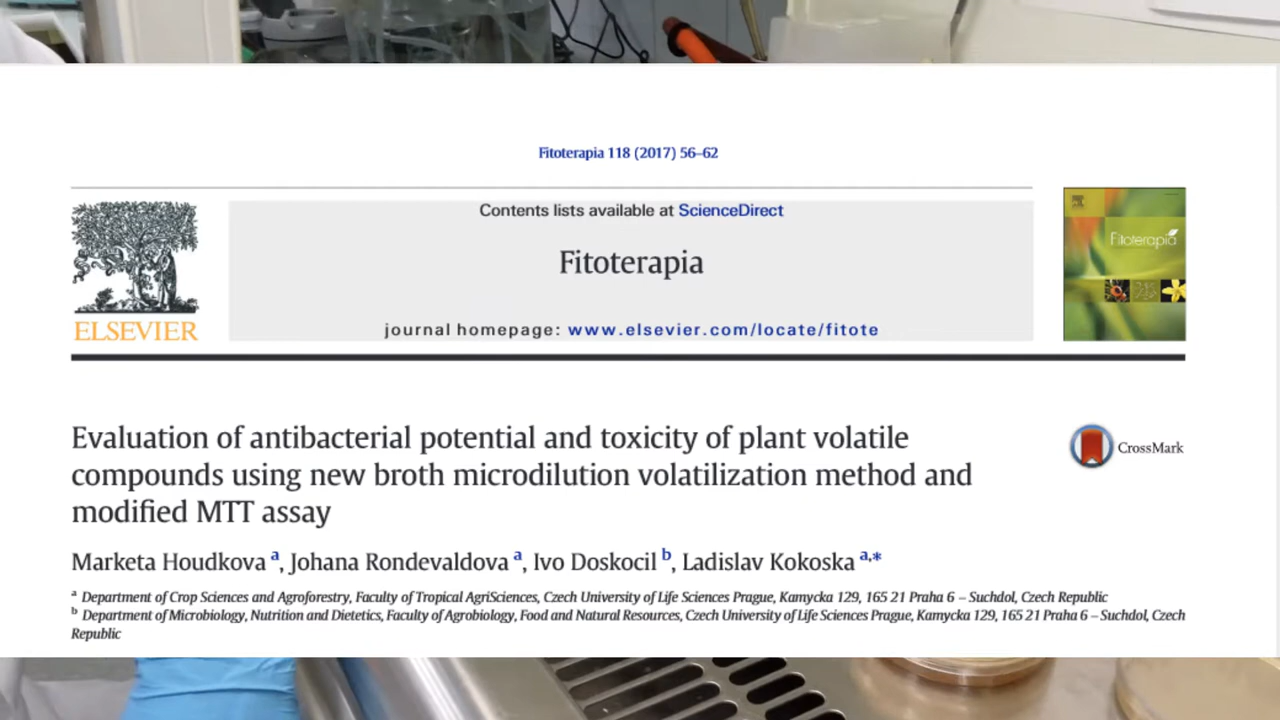 Fitoterapia 118 (2017) 56–62
Contents lists available at ScienceDirect
Fitoterapia
journal homepage: www.elsevier.com/locate/fitote
ELSEVIER
Fitoterapia
Evaluation of antibacterial potential and toxicity of plant volatile
compounds using new broth microdilution volatilization method and
modified MTT assay
CrossMark
Marketa Houdkova a, Johana Rondevaldova a, Ivo Doskocil b, Ladislav Kokoska a,*
a Department of Crop Sciences and Agroforestry, Faculty of Tropical AgriSciences, Czech University of Life Sciences Prague, Kamycka 129, 165 21 Praha 6 – Suchdol, Czech Republic
b Department of Microbiology, Nutrition and Dietetics, Faculty of Agrobiology, Food and Natural Resources, Czech University of Life Sciences Prague, Kamycka 129, 165 21 Praha 6 – Suchdol, Czech
Republic